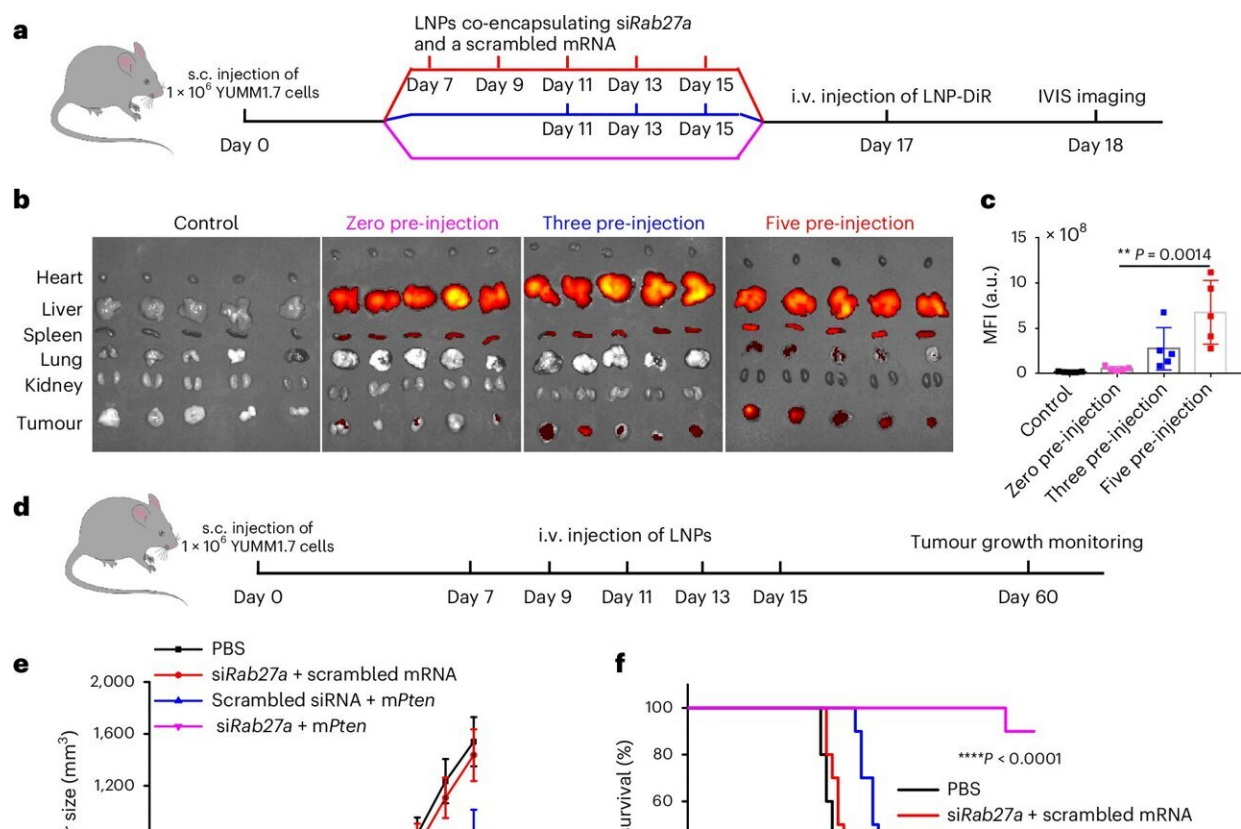 a
LNPs co-encapsulating siRab27a
and a scrambled mRNA
s.c. injection of
1 × 10⁶ YUMM1.7 cells
Day 7 Day 9 Day 11 Day 13 Day 15
Day 11 Day 13 Day 15
i.v. injection of LNP-DiR IVIS imaging
Day 0 Day 17 Day 18
b
Control Zero pre-injection Three pre-injection Five pre-injection
Heart
Liver
Spleen
Lung
Kidney
Tumour
c
× 10⁸
15
10
5
0
MFI (a.u.)
** P = 0.0014
Control
Zero pre-injection
Three pre-injection
Five pre-injection
d
s.c. injection of
1 × 10⁶ YUMM1.7 cells
i.v. injection of LNPs
Tumour growth monitoring
Day 0 Day 7 Day 9 Day 11 Day 13 Day 15 Day 60
e
PBS
siRab27a + scrambled mRNA
Scrambled siRNA + mPten
siRab27a + mPten
2,000
1,600
1,200
size (mm³)
f
100
80
60
survival (%)
****P < 0.0001
PBS
siRab27a + scrambled mRNA